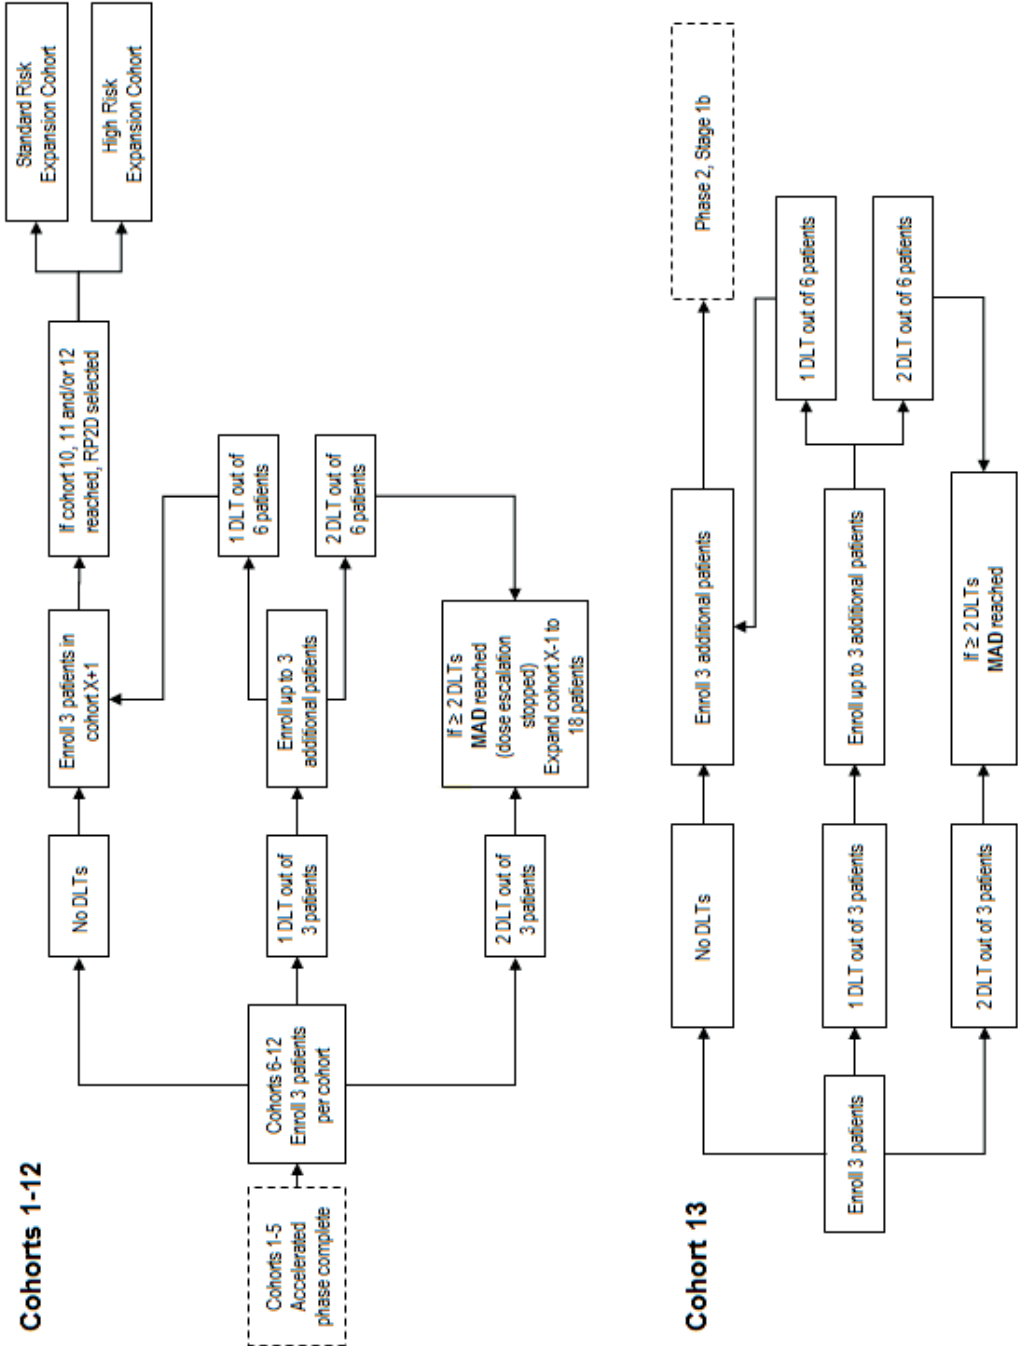 Cohorts 1-12
Cohorts 1-5
Accelerated
phase complete
Cohorts 6-12
Enroll 3 patients
per cohort
No DLTs
Enroll 3 patients in
cohort X+1
If cohort 10, 11 and/or 12
reached, RP2D selected
Standard Risk
Expansion Cohort
High Risk
Expansion Cohort
1 DLT out of
3 patients
Enroll up to 3
additional patients
1 DLT out of
6 patients
2 DLT out of
6 patients
2 DLT out of
3 patients
If ≥ 2 DLTs
MAD reached
(dose escalation
stopped)
Expand cohort X-1 to
18 patients
Cohort 13
Enroll 3 patients
No DLTs
Enroll 3 additional patients
Phase 2, Stage 1b
1 DLT out of 3 patients
Enroll up to 3 additional patients
1 DLT out of 6 patients
2 DLT out of 6 patients
2 DLT out of 3 patients
If ≥ 2 DLTs
MAD reached